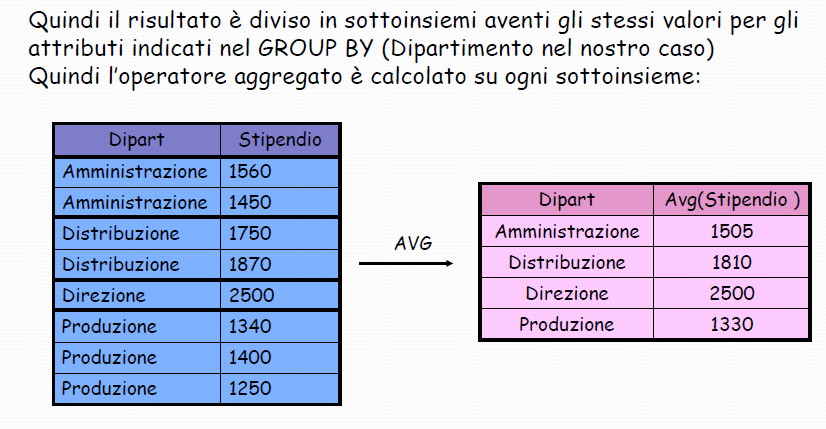 Quindi il risultato è diviso in sottoinsiemi aventi gli stessi valori per gli
attributi indicati nel GROUP BY (Dipartimento nel nostro caso)
Quindi l'operatore aggregato è calcolato su ogni sottoinsieme:
Dipart Stipendio
Amministrazione 1560
Amministrazione 1450
Distribuzione 1750
Distribuzione 1870
Direzione 2500
Produzione 1340
Produzione 1400
Produzione 1250
AVG
Dipart Avg(Stipendio )
Amministrazione 1505
Distribuzione 1810
Direzione 2500
Produzione 1330